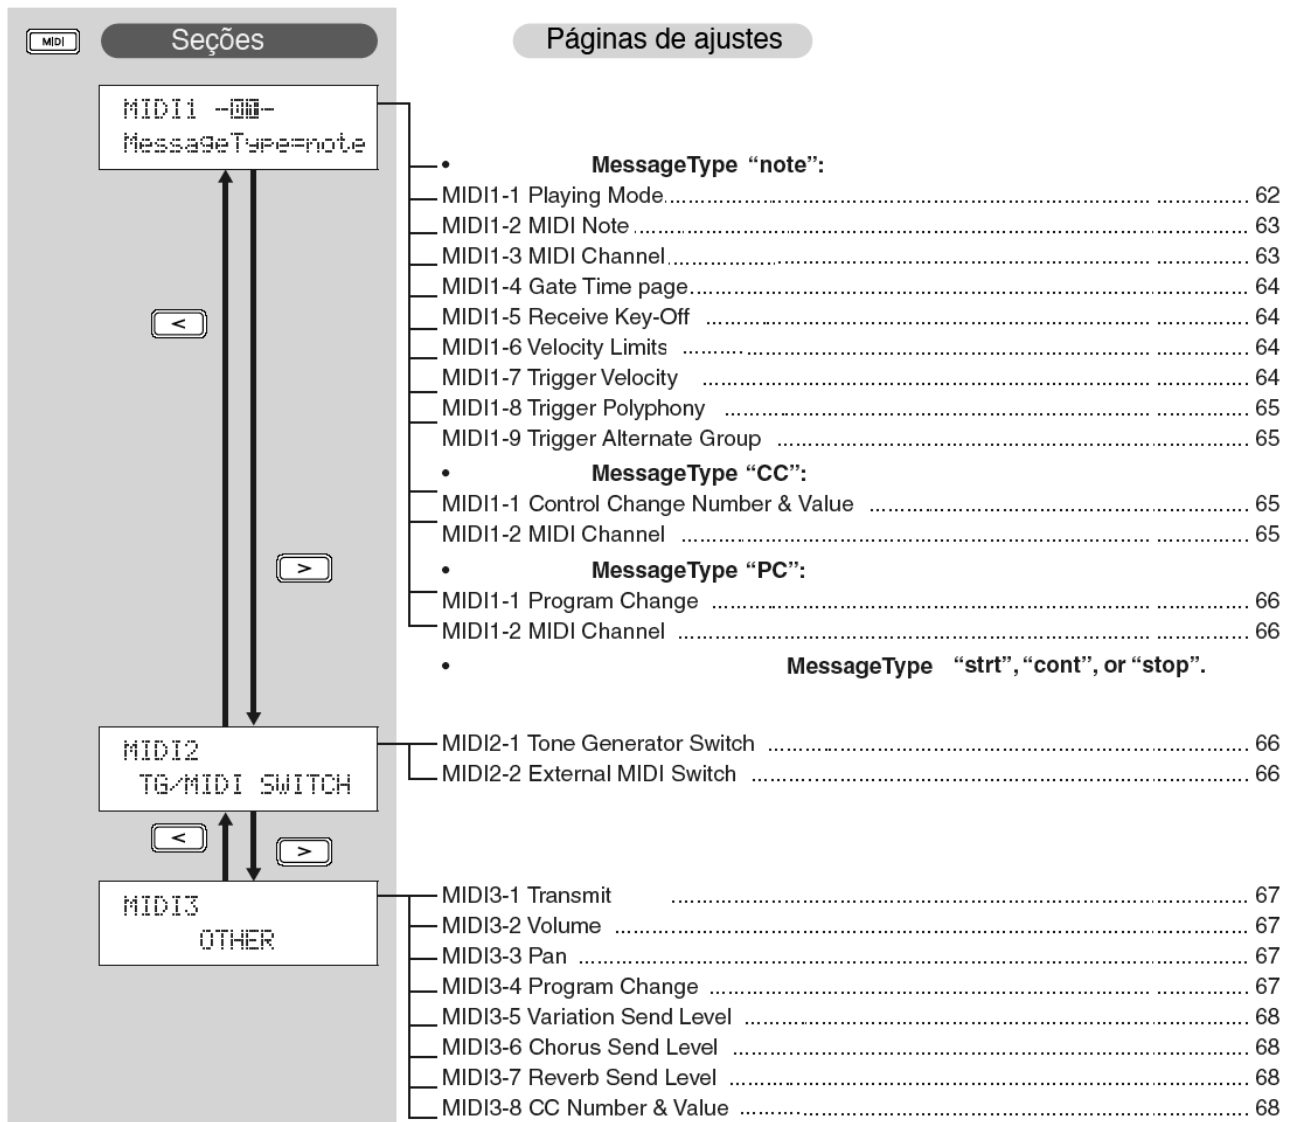 MIDI Seções Páginas de ajustes
MIDI1
MessageType=note
• MessageType “note”:
MIDI1-1 Playing Mode 62
MIDI1-2 MIDI Note 63
MIDI1-3 MIDI Channel 63
MIDI1-4 Gate Time page 64
MIDI1-5 Receive Key-Off 64
MIDI1-6 Velocity Limits 64
MIDI1-7 Trigger Velocity 64
MIDI1-8 Trigger Polyphony 65
MIDI1-9 Trigger Alternate Group 65
• MessageType “CC”:
MIDI1-1 Control Change Number & Value 65
MIDI1-2 MIDI Channel 65
• MessageType “PC”:
MIDI1-1 Program Change 66
MIDI1-2 MIDI Channel 66
• MessageType “strt”, “cont”, or “stop”.
<
>
MIDI2
TG/MIDI SWITCH
MIDI2-1 Tone Generator Switch 66
MIDI2-2 External MIDI Switch 66
<
>
MIDI3
OTHER
MIDI3-1 Transmit 67
MIDI3-2 Volume 67
MIDI3-3 Pan 67
MIDI3-4 Program Change 67
MIDI3-5 Variation Send Level 68
MIDI3-6 Chorus Send Level 68
MIDI3-7 Reverb Send Level 68
MIDI3-8 CC Number & Value 68